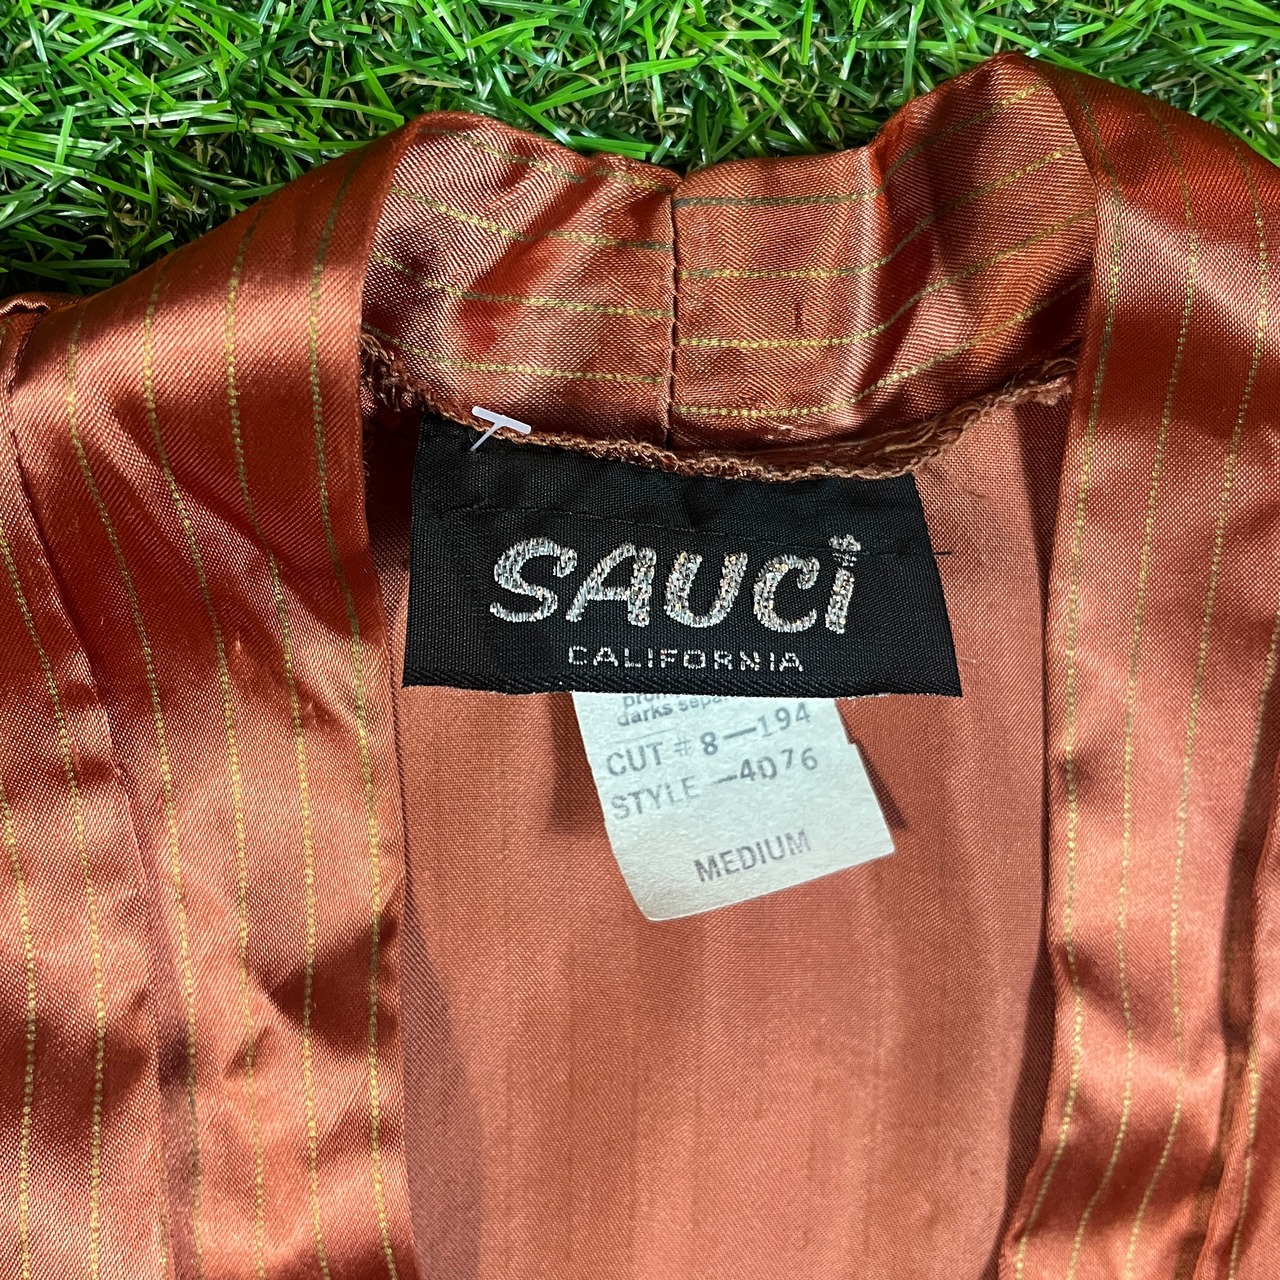 SAUCi
CALIFORNIA
darks
CUT # 8—194
STYLE —4076
MEDIUM